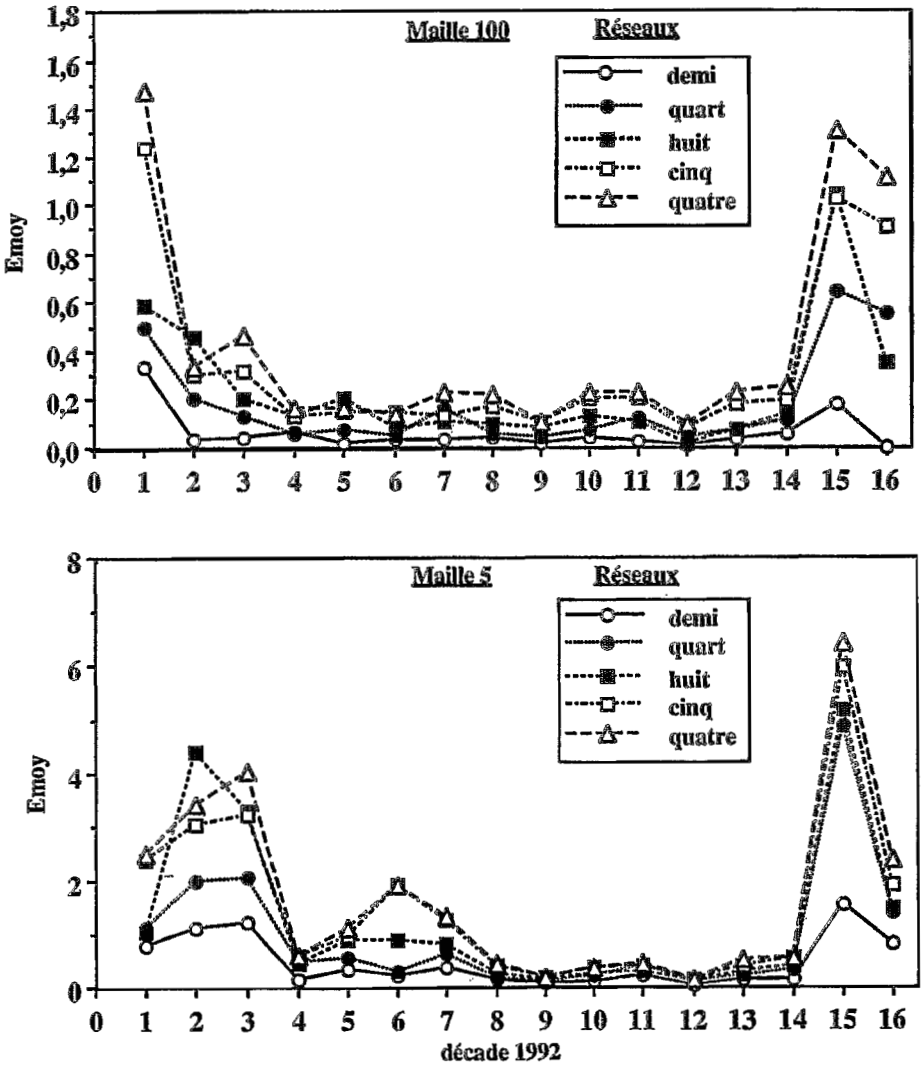 Maille 100 Réseaux
demi
quart
huit
cinq
quatre
Emoy
1,8
1,6
1,4
1,2
1,0
0,8
0,6
0,4
0,2
0,0
0 1 2 3 4 5 6 7 8 9 10 11 12 13 14 15 16
Maille 5 Réseaux
demi
quart
huit
cinq
quatre
Emoy
8
6
4
2
0
0 1 2 3 4 5 6 7 8 9 10 11 12 13 14 15 16
décade 1992